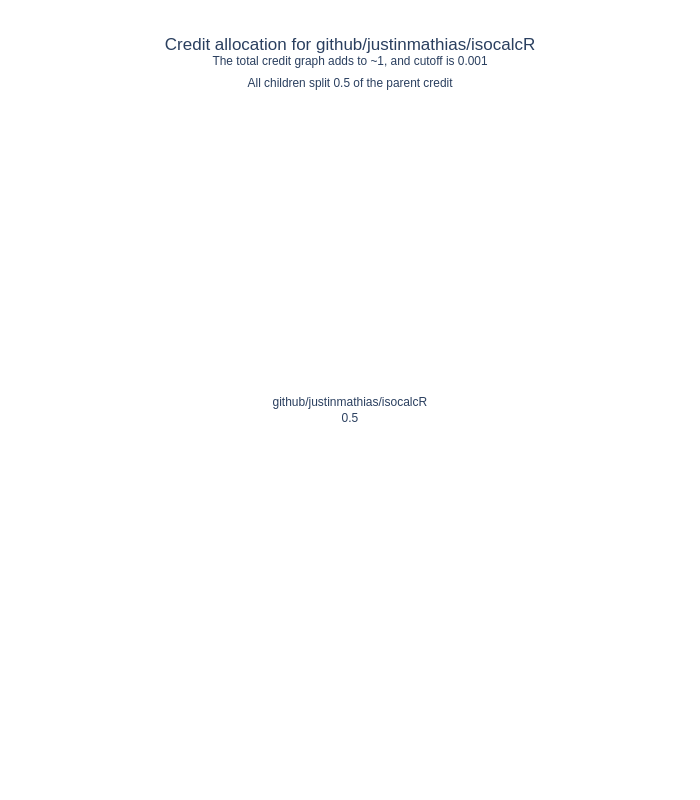 Credit allocation for github/justinmathias/isocalcR
The total credit graph adds to ~1, and cutoff is 0.001
All children split 0.5 of the parent credit
github/justinmathias/isocalcR
0.5